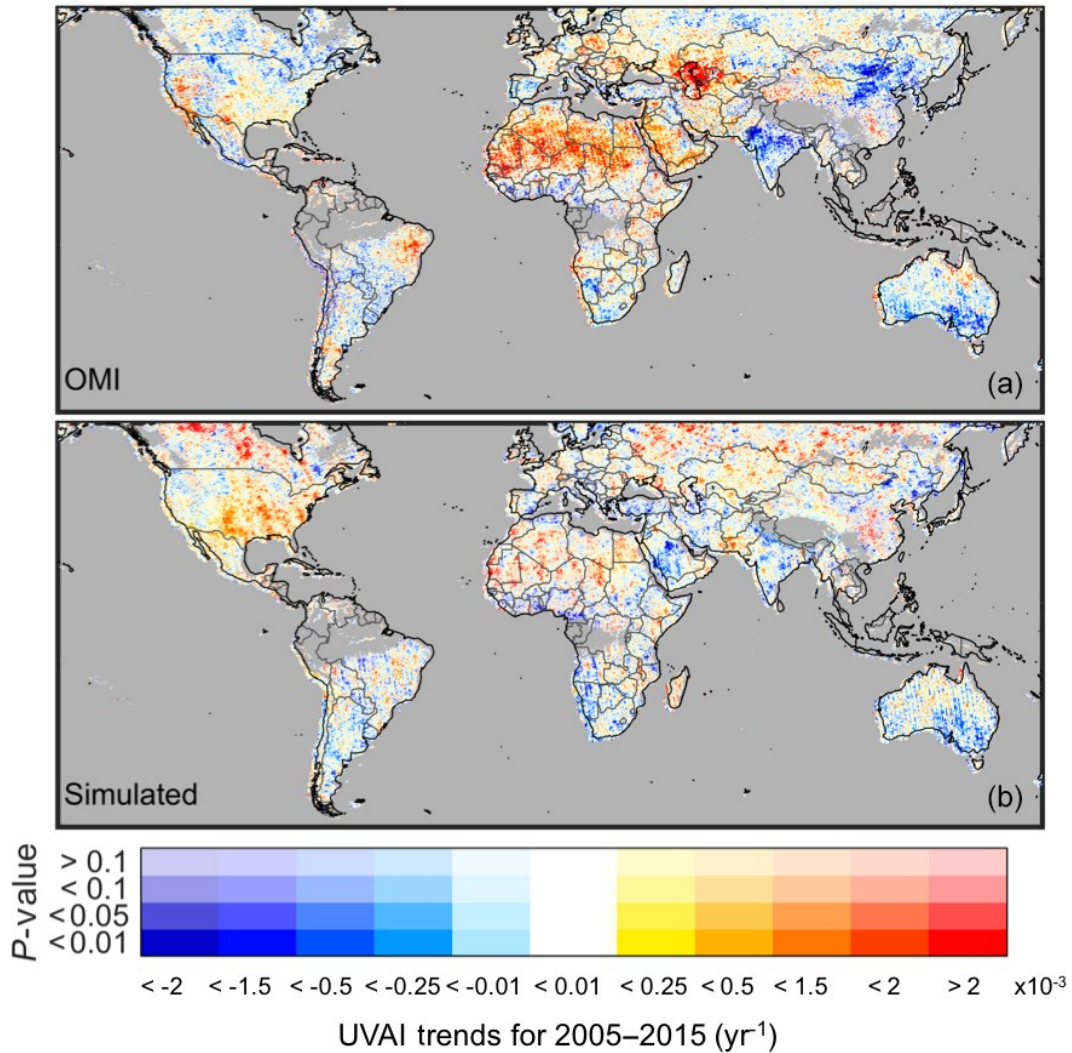 OMI (a)
Simulated (b)
P-value
> 0.1
< 0.1
< 0.05
< 0.01
< -2 < -1.5 < -0.5 < -0.25 < -0.01 < 0.01 < 0.25 < 0.5 < 1.5 < 2 > 2 x10⁻³
UVAI trends for 2005–2015 (yr⁻¹)